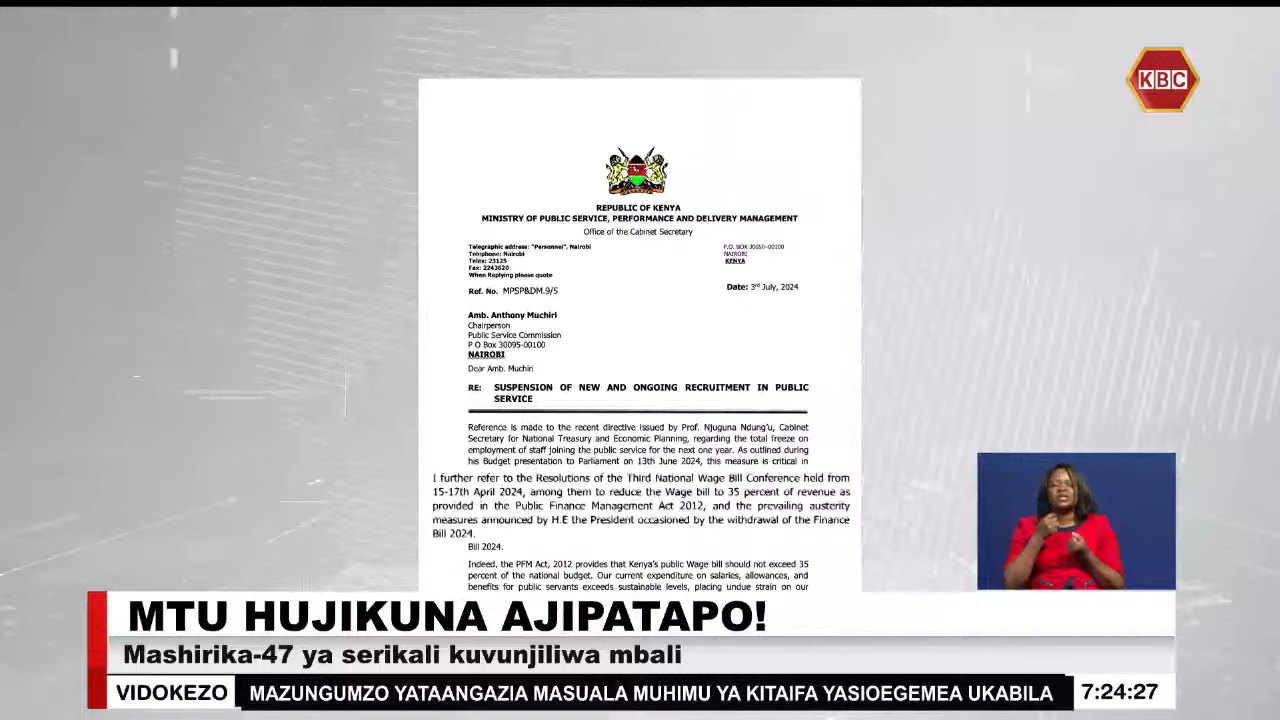 KBC
REPUBLIC OF KENYA
MINISTRY OF PUBLIC SERVICE, PERFORMANCE AND DELIVERY MANAGEMENT
Office of the Cabinet Secretary
Telegraphic address: "Personnel", Nairobi
Telephone: Nairobi
Telex: 23125
Fax: 2243620
When Replying please quote
Ref. No. MPSP&DM.9/5
P.O. BOX 30050-00100
NAIROBI
KENYA
Date: 3rd July, 2024
Amb. Anthony Muchiri
Chairperson
Public Service Commission
P O Box 30095-00100
NAIROBI
Dear Amb. Muchiri
RE: SUSPENSION OF NEW AND ONGOING RECRUITMENT IN PUBLIC
SERVICE
Reference is made to the recent directive issued by Prof. Njuguna Ndung'u, Cabinet
Secretary for National Treasury and Economic Planning, regarding the total freeze on
employment of staff joining the public service for the next one year. As outlined during
his Budget presentation to Parliament on 13th June 2024, this measure is critical in
I further refer to the Resolutions of the Third National Wage Bill Conference held from
15-17th April 2024, among them to reduce the Wage bill to 35 percent of revenue as
provided in the Public Finance Management Act 2012, and the prevailing austerity
measures announced by H.E the President occasioned by the withdrawal of the Finance
Bill 2024.
Bill 2024.
Indeed, the PFM Act, 2012 provides that Kenya's public Wage bill should not exceed 35
percent of the national budget. Our current expenditure on salaries, allowances, and
benefits for public servants exceeds sustainable levels, placing undue strain on our
MTU HUJIKUNA AJIPATAPO!
Mashirika-47 ya serikali kuvunjiliwa mbali
VIDOKEZO MAZUNGUMZO YATAANGAZIA MASUALA MUHIMU YA KITAIFA YASIOEGEMEA UKABILA 7:24:27